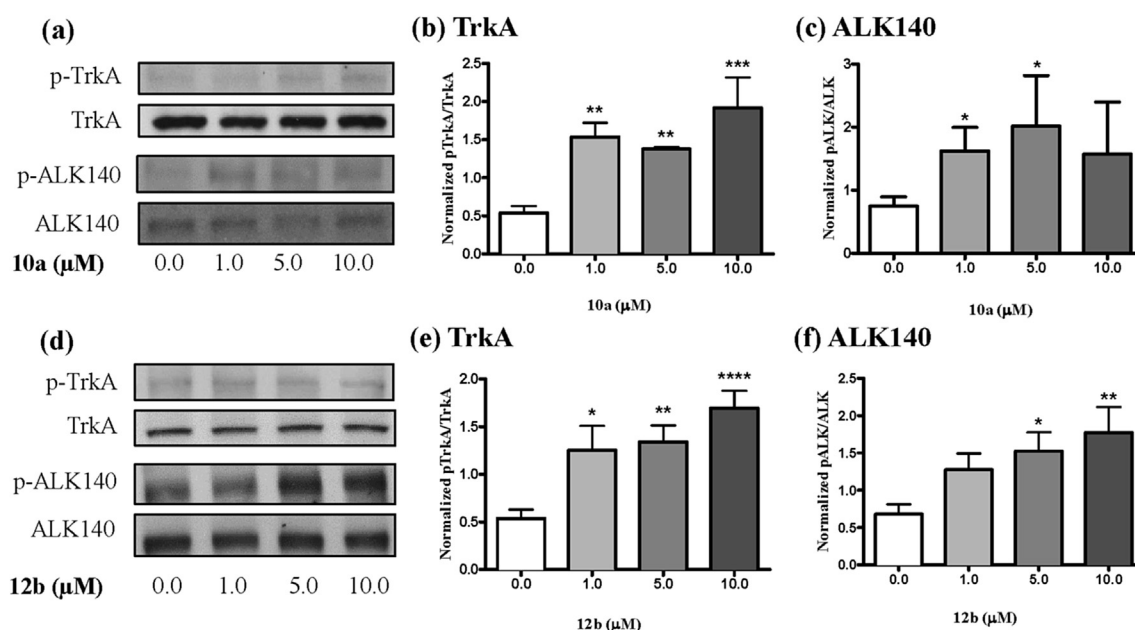 (a)
p-TrkA
TrkA
p-ALK140
ALK140
10a (μM) 0.0 1.0 5.0 10.0
(b) TrkA
Normalized pTrkA/TrkA
2.5
2.0
1.5
1.0
0.5
0.0
** ** ***
0.0 1.0 5.0 10.0
10a (μM)
(c) ALK140
Normalized pALK/ALK
3
2
1
0
* *
0.0 1.0 5.0 10.0
10a (μM)
(d)
p-TrkA
TrkA
p-ALK140
ALK140
12b (μM) 0.0 1.0 5.0 10.0
(e) TrkA
Normalized pTrkA/TrkA
2.0
1.5
1.0
0.5
0.0
* ** ****
0.0 1.0 5.0 10.0
12b (μM)
(f) ALK140
Normalized pALK/ALK
2.5
2.0
1.5
1.0
0.5
0.0
* **
0.0 1.0 5.0 10.0
12b (μM)